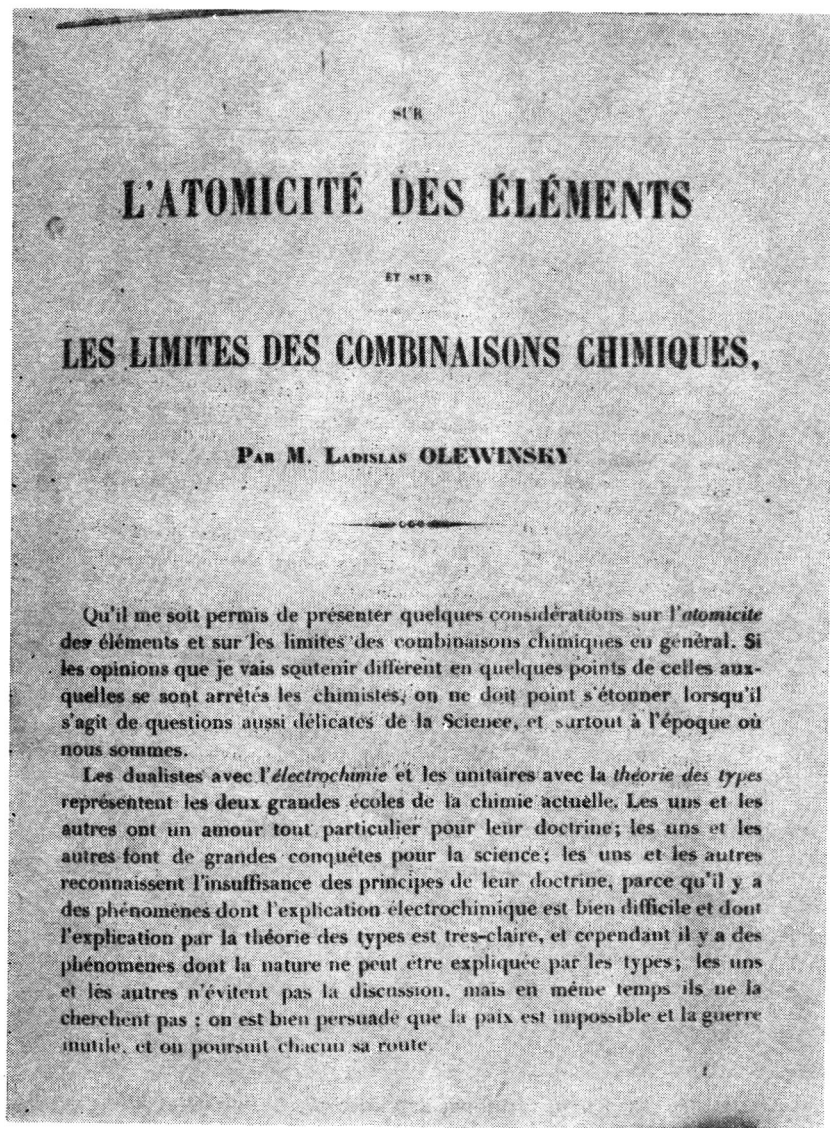 SUR
L'ATOMICITÉ DES ÉLÉMENTS
ET SUR
LES LIMITES DES COMBINAISONS CHIMIQUES,
PAR M. LADISLAS OLEWINSKY
Qu'il me soit permis de présenter quelques considérations sur l'atomicité
des éléments et sur les limites des combinaisons chimiques en général. Si
les opinions que je vais soutenir diffèrent en quelques points de celles aux-
quelles se sont arrêtés les chimistes, on ne doit point s'étonner lorsqu'il
s'agit de questions aussi délicates de la Science, et surtout à l'époque où
nous sommes.
Les dualistes avec l'électrochimie et les unitaires avec la théorie des types
représentent les deux grandes écoles de la chimie actuelle. Les uns et les
autres ont un amour tout particulier pour leur doctrine; les uns et les
autres font de grandes conquêtes pour la science; les uns et les autres
reconnaissent l'insuffisance des principes de leur doctrine, parce qu'il y a
des phénomènes dont l'explication électrochimique est bien difficile et dont
l'explication par la théorie des types est très-claire, et cependant il y a des
phénomènes dont la nature ne peut être expliquée par les types; les uns
et les autres n'évitent pas la discussion, mais en même temps ils ne la
cherchent pas : on est bien persuadé que la paix est impossible et la guerre
inutile, et on poursuit chacun sa route.
1